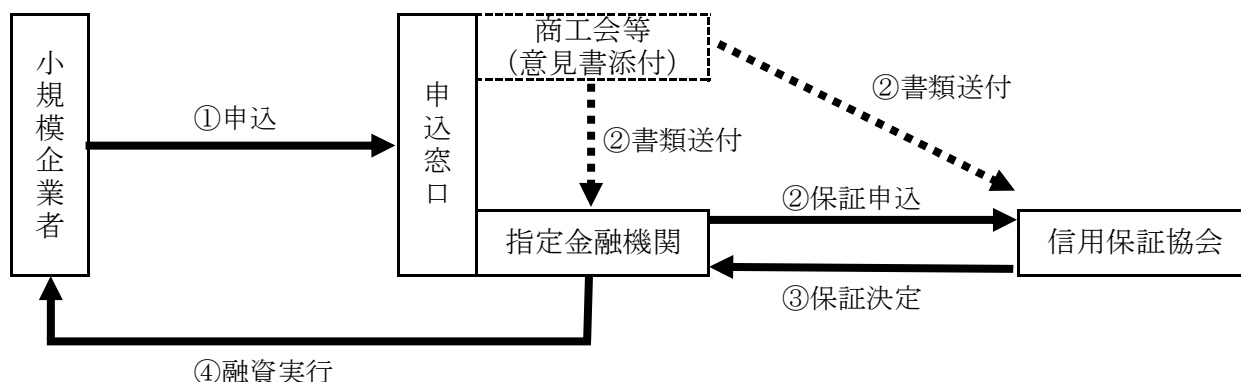 小規模企業者
①申込
申込窓口
商工会等
(意見書添付)
②書類送付
②書類送付
指定金融機関
②保証申込
③保証決定
信用保証協会
④融資実行